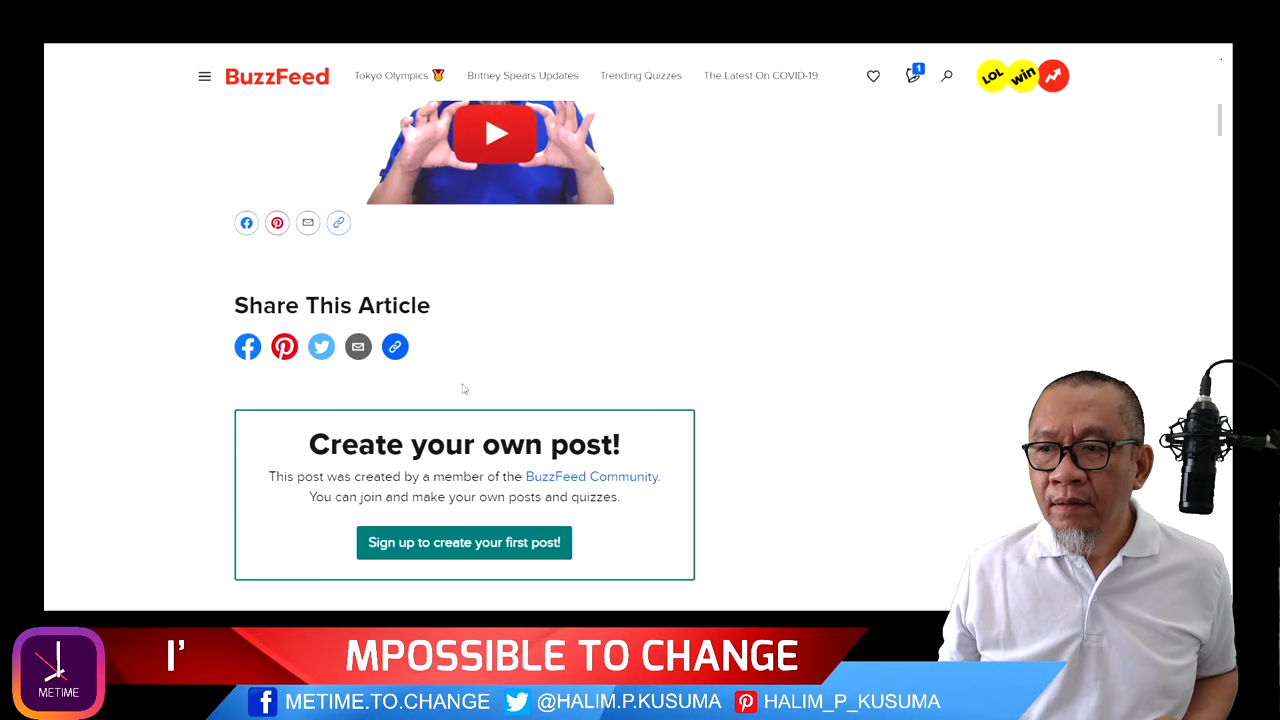 BuzzFeed
Tokyo Olympics
Britney Spears Updates
Trending Quizzes
The Latest On COVID-19
1
LOL
win
Share This Article
Create your own post!
This post was created by a member of the BuzzFeed Community.
You can join and make your own posts and quizzes.
Sign up to create your first post!
I’ MPOSSIBLE TO CHANGE
METIME
METIME.TO.CHANGE @HALIM.P.KUSUMA HALIM_P_KUSUMA